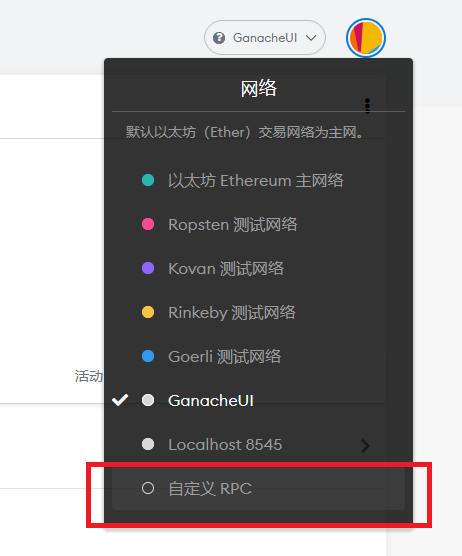 GanacheUI
网络
默认以太坊（Ether）交易网络为主网。
以太坊 Ethereum 主网络
Ropsten 测试网络
Kovan 测试网络
Rinkeby 测试网络
Goerli 测试网络
活动
GanacheUI
Localhost 8545
自定义 RPC